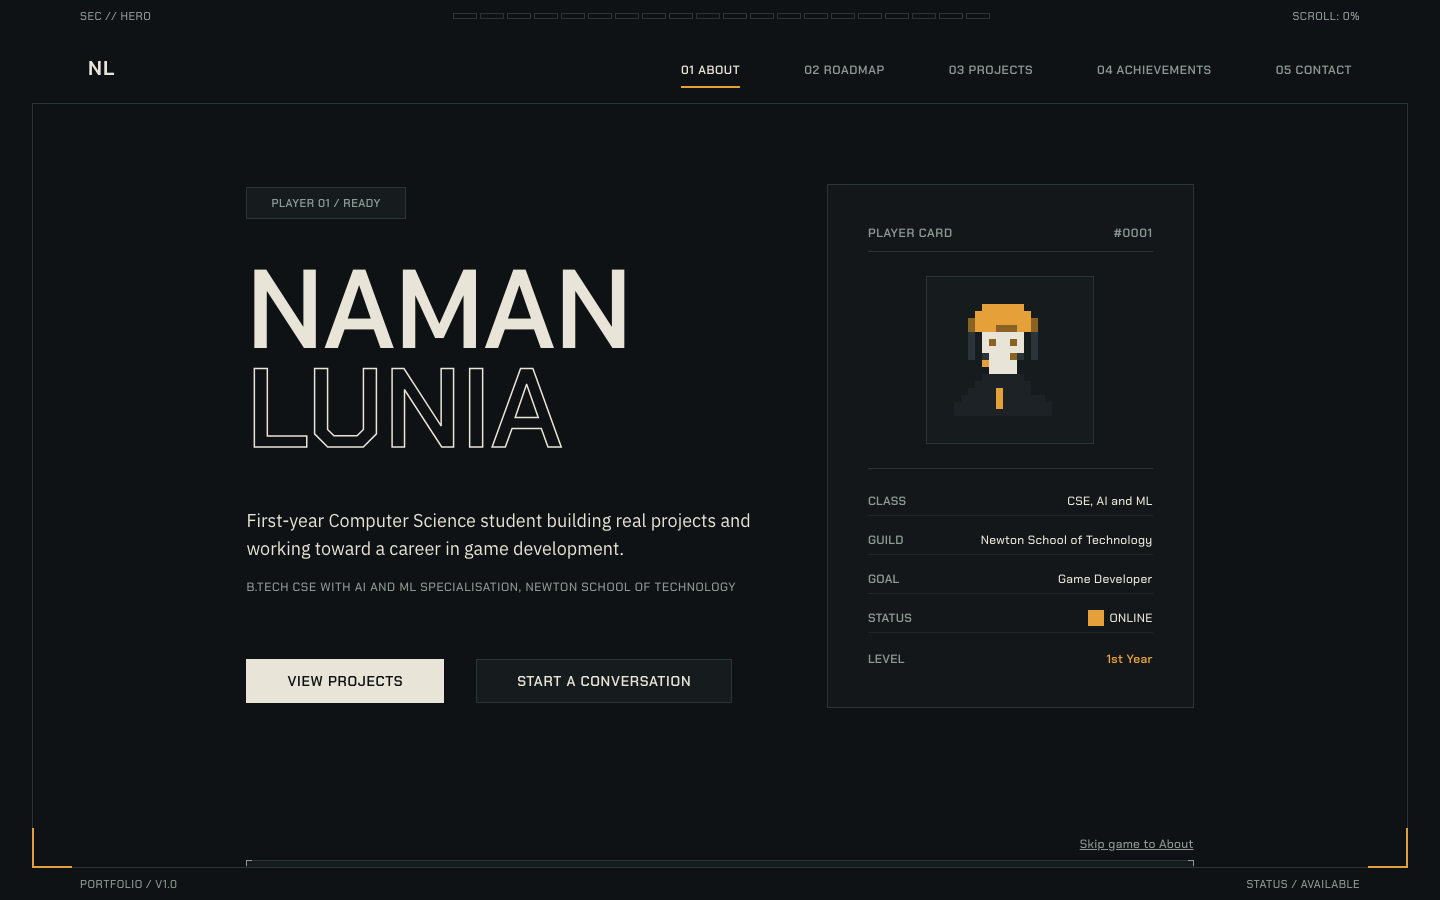 SEC // HERO
SCROLL: 0%
NL
01 ABOUT
02 ROADMAP
03 PROJECTS
04 ACHIEVEMENTS
05 CONTACT
PLAYER 01 / READY
NAMAN
LUNIA
First-year Computer Science student building real projects and
working toward a career in game development.
B.TECH CSE WITH AI AND ML SPECIALISATION, NEWTON SCHOOL OF TECHNOLOGY
VIEW PROJECTS
START A CONVERSATION
PLAYER CARD
#0001
CLASS
CSE, AI and ML
GUILD
Newton School of Technology
GOAL
Game Developer
STATUS
ONLINE
LEVEL
1st Year
Skip game to About
PORTFOLIO / V1.0
STATUS / AVAILABLE